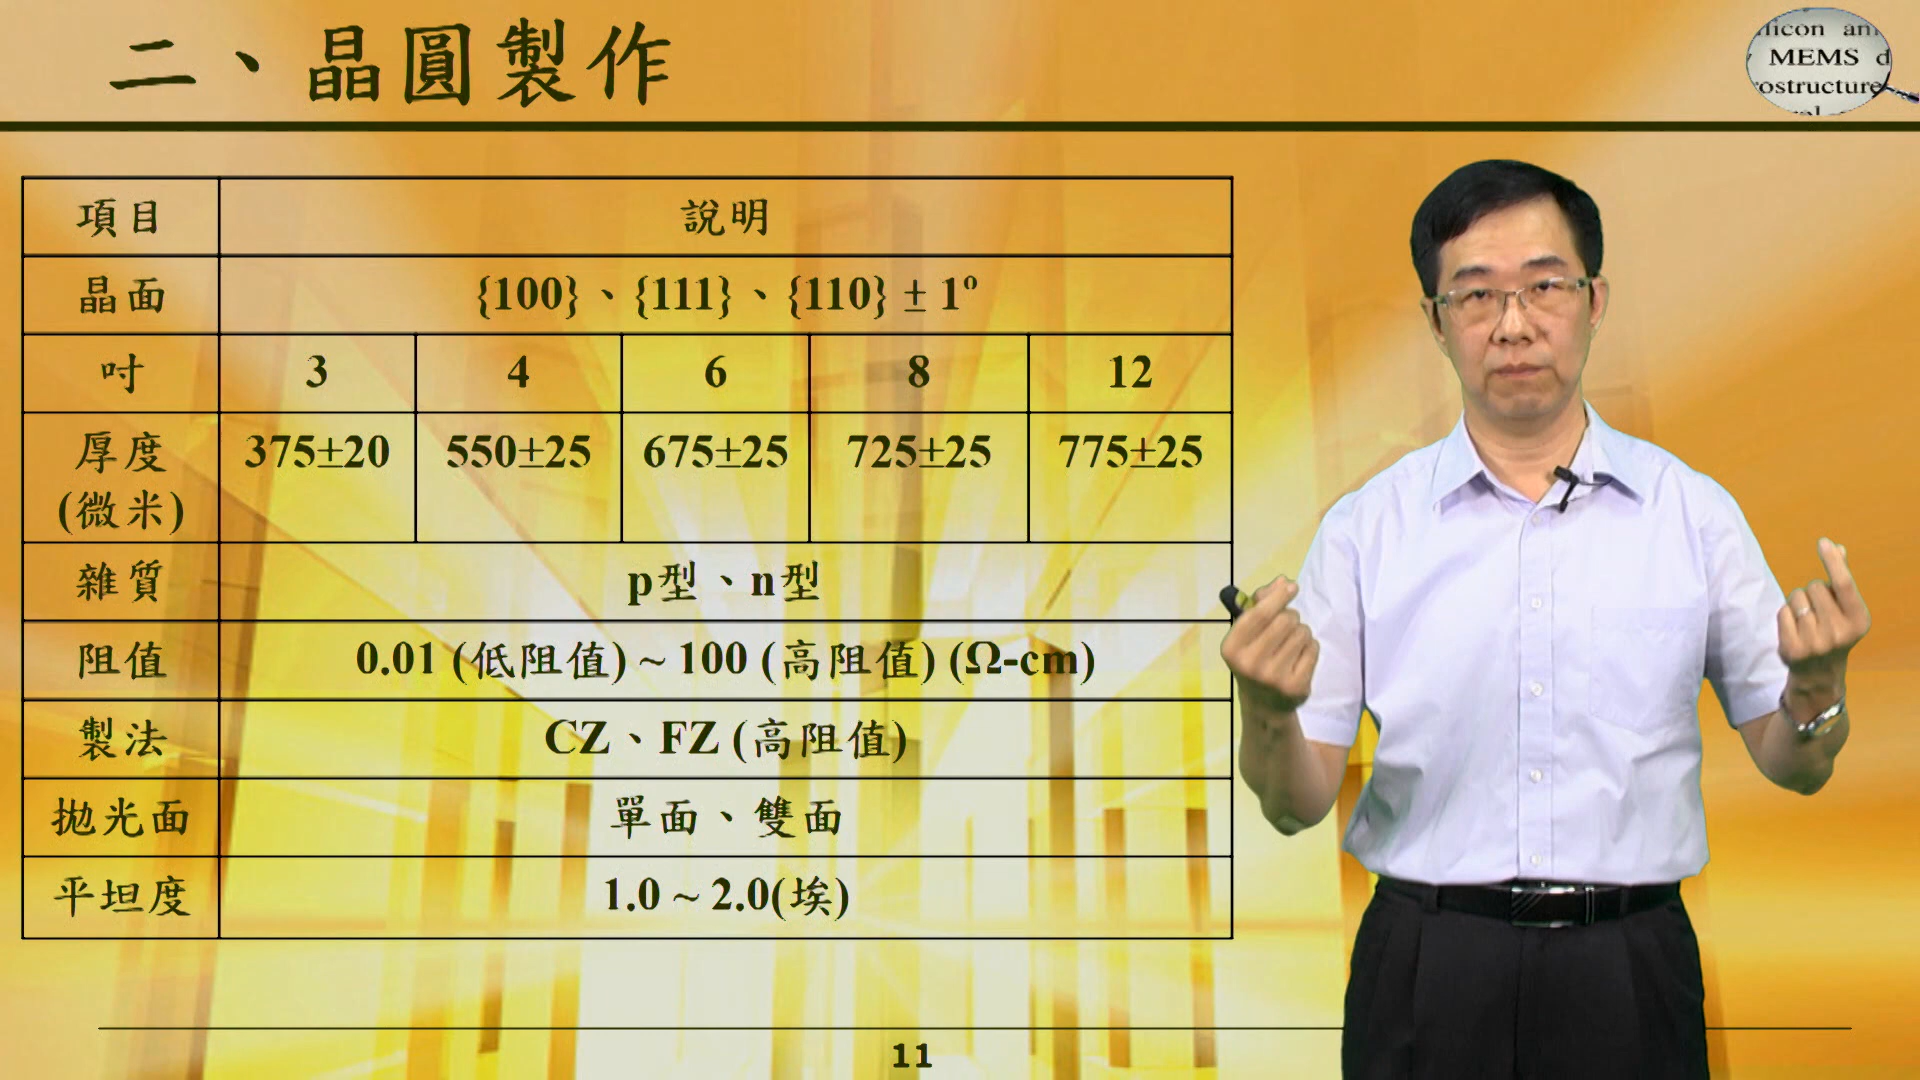 二、晶圓製作
licon an
MEMS d
ostructure
項目 說明
晶面 {100}、{111}、{110} ± 1º
吋 3 4 6 8 12
厚度 375±20 550±25 675±25 725±25 775±25
(微米)
雜質 p型、n型
阻值 0.01 (低阻值) ~ 100 (高阻值) (Ω-cm)
製法 CZ、FZ (高阻值)
拋光面 單面、雙面
平坦度 1.0 ~ 2.0(埃)
11